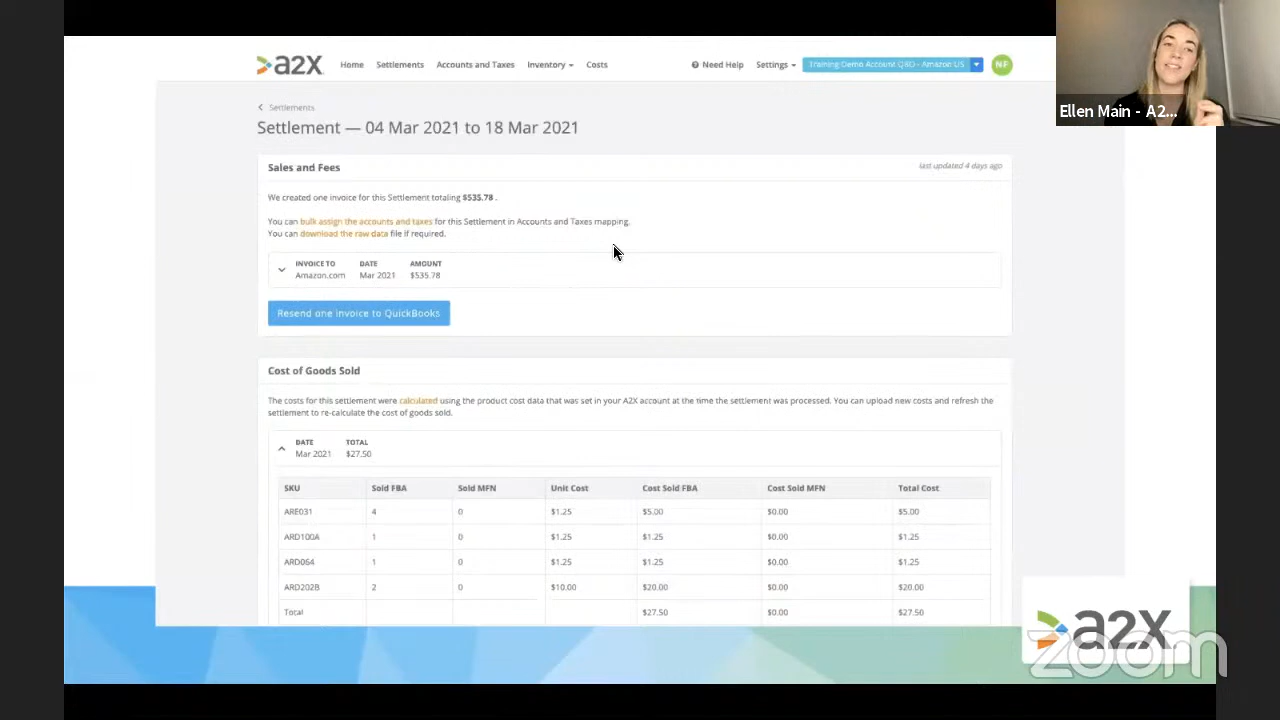 a2x Home Settlements Accounts and Taxes Inventory Costs Need Help Settings Training Demo Account QBO - Amazon US NF
Ellen Main - A2...
Settlements
Settlement — 04 Mar 2021 to 18 Mar 2021
Sales and Fees last updated 4 days ago
We created one invoice for this Settlement totaling $535.78 .
You can bulk assign the accounts and taxes for this Settlement in Accounts and Taxes mapping.
You can download the raw data file if required.
INVOICE TO DATE AMOUNT
Amazon.com Mar 2021 $535.78
Resend one invoice to QuickBooks
Cost of Goods Sold
The costs for this settlement were calculated using the product cost data that was set in your A2X account at the time the settlement was processed. You can upload new costs and refresh the
settlement to re-calculate the cost of goods sold.
DATE TOTAL
Mar 2021 $27.50
SKU Sold FBA Sold MFN Unit Cost Cost Sold FBA Cost Sold MFN Total Cost
ARE031 4 0 $1.25 $5.00 $0.00 $5.00
ARD100A 1 0 $1.25 $1.25 $0.00 $1.25
ARD064 1 0 $1.25 $1.25 $0.00 $1.25
ARD202B 2 0 $10.00 $20.00 $0.00 $20.00
Total $27.50 $0.00 $27.50
a2x
zoom